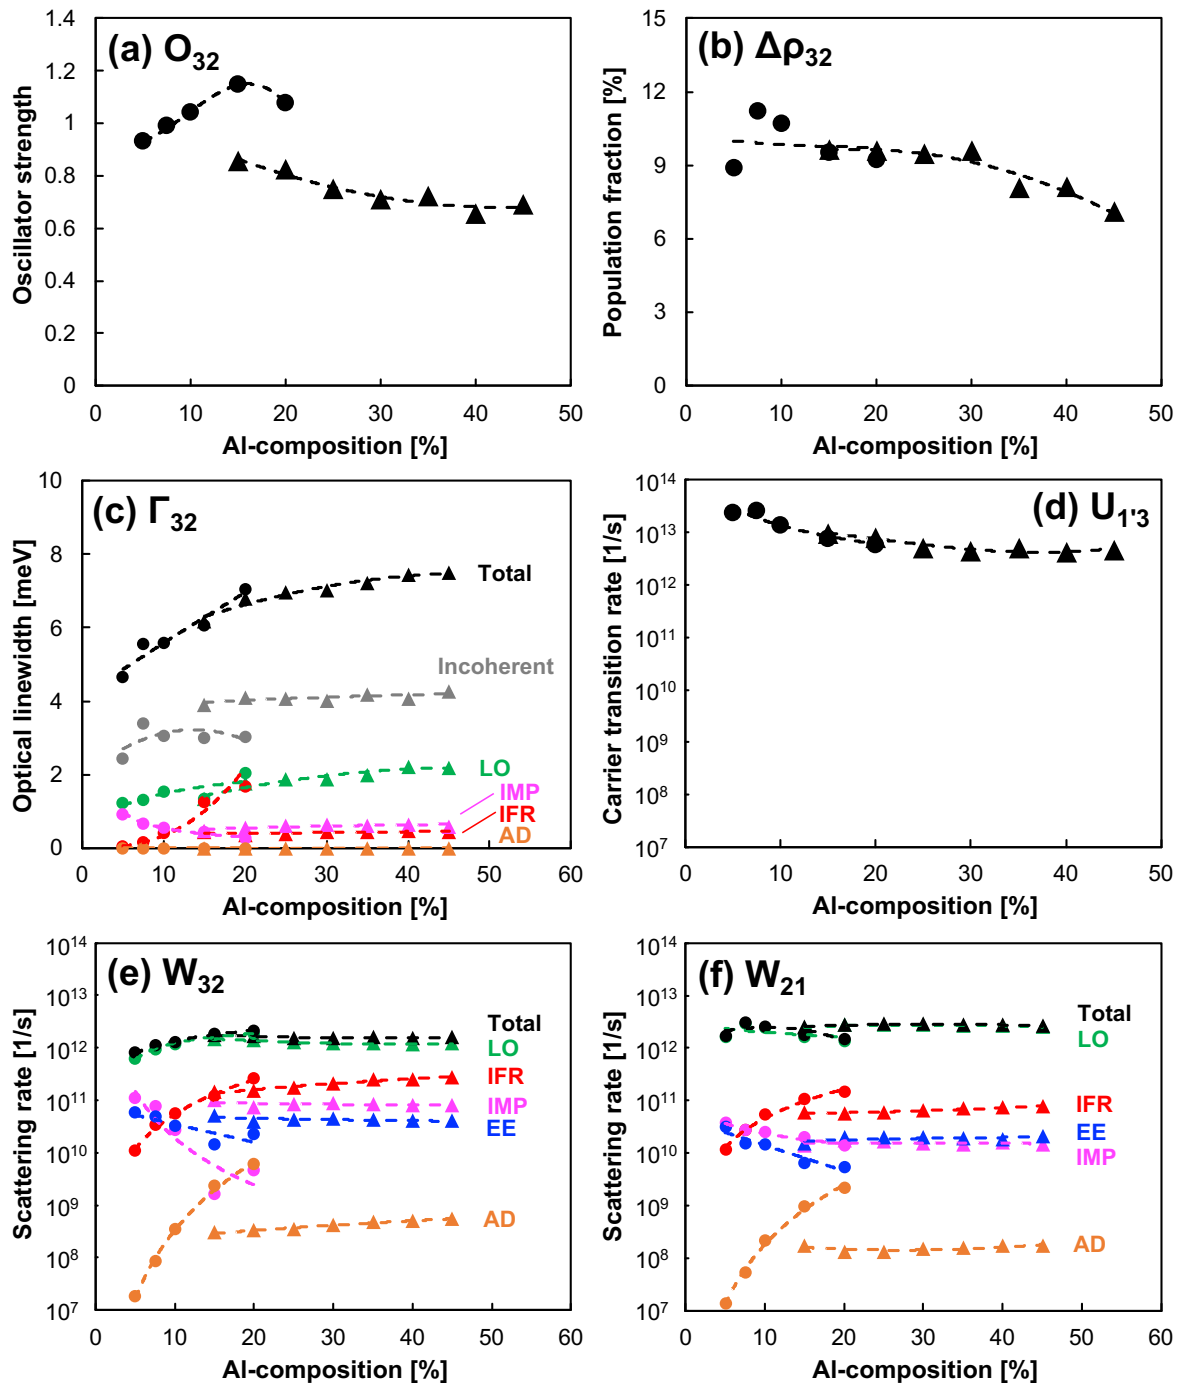 (a) O32
Oscillator strength
1.4
1.2
1
0.8
0.6
0.4
0.2
0
0 10 20 30 40 50
Al-composition [%]
(b) Δρ32
Population fraction [%]
15
12
9
6
3
0
0 10 20 30 40 50
Al-composition [%]
(c) Γ32
Optical linewidth [meV]
10
8
6
4
2
0
Total
Incoherent
LO
IMP
IFR
AD
0 10 20 30 40 50 60
Al-composition [%]
(d) U1'3
Carrier transition rate [1/s]
10^14
10^13
10^12
10^11
10^10
10^9
10^8
10^7
0 10 20 30 40 50
Al-composition [%]
(e) W32
Scattering rate [1/s]
10^14
10^13
10^12
10^11
10^10
10^9
10^8
10^7
Total
LO
IFR
IMP
EE
AD
0 10 20 30 40 50 60
Al-composition [%]
(f) W21
Scattering rate [1/s]
10^14
10^13
10^12
10^11
10^10
10^9
10^8
10^7
Total
LO
IFR
EE
IMP
AD
0 10 20 30 40 50 60
Al-composition [%]